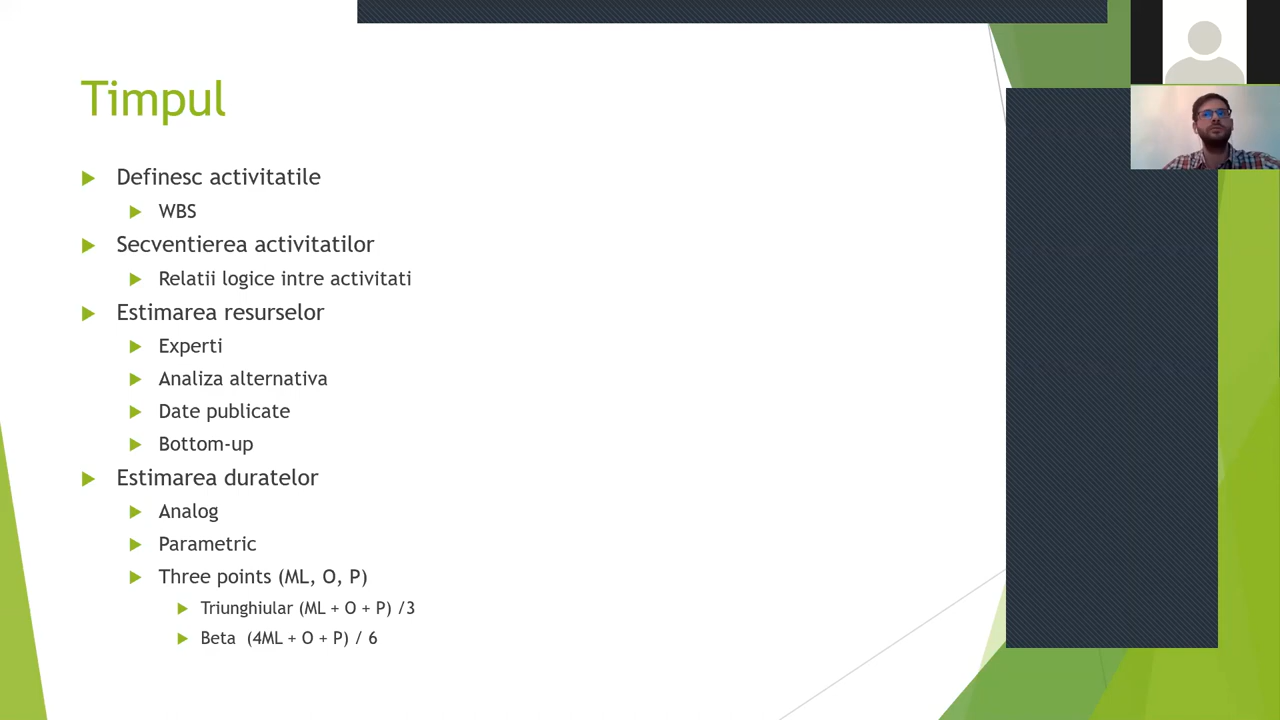 Timpul
Definesc activitatile
WBS
Secventierea activitatilor
Relatii logice intre activitati
Estimarea resurselor
Experti
Analiza alternativa
Date publicate
Bottom-up
Estimarea duratelor
Analog
Parametric
Three points (ML, O, P)
Triunghiular (ML + O + P) /3
Beta (4ML + O + P) / 6